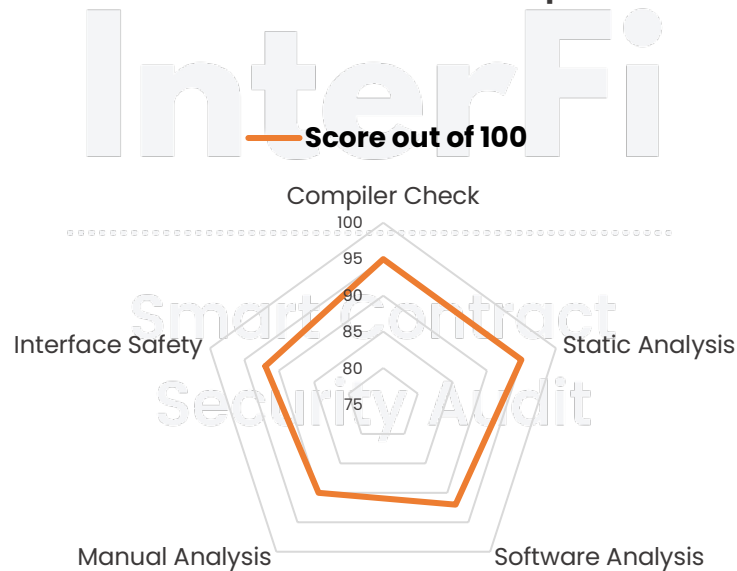 InterFi
Score out of 100
Compiler Check
100
95
90
85
80
75
Smart Contract
Interface Safety
Static Analysis
Security Audit
Manual Analysis
Software Analysis